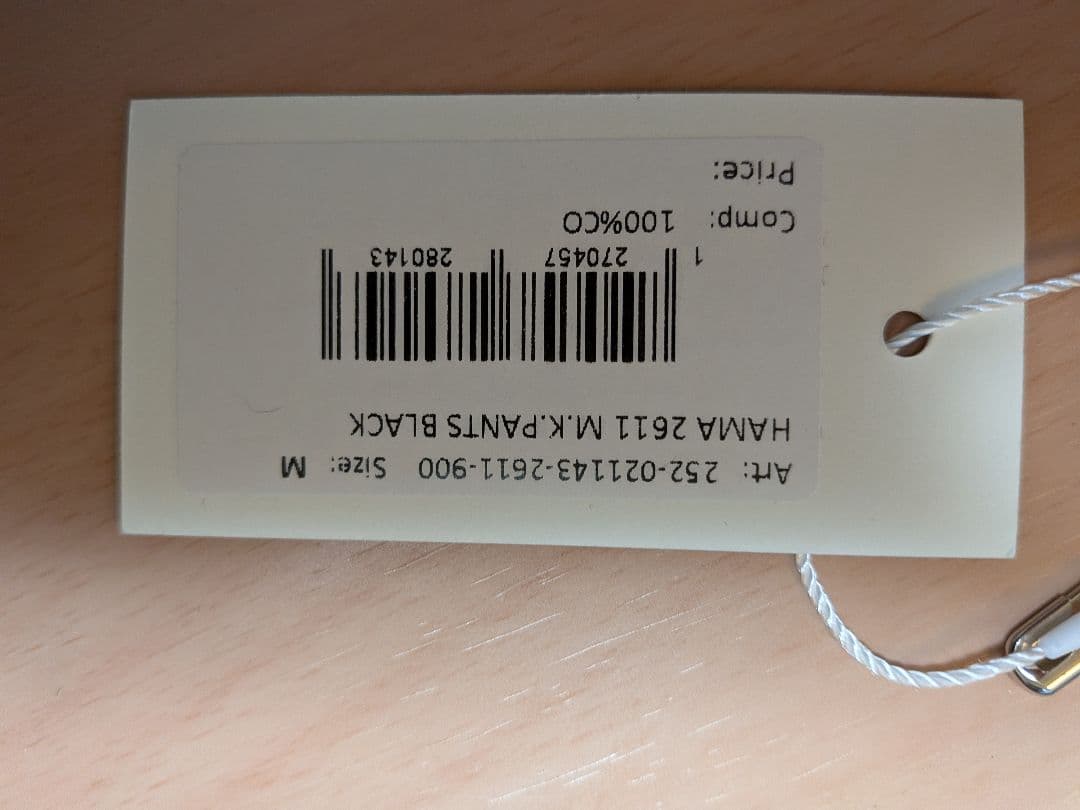 Art: 252-021143-2611-900 Size: M
HAMA 2611 M.K.PANTS BLACK
1 270457 280143
Comp: 100%CO
Price: